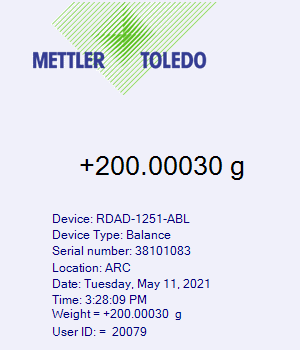 METTLER TOLEDO
+200.00030 g
Device: RDAD-1251-ABL
Device Type: Balance
Serial number: 38101083
Location: ARC
Date: Tuesday, May 11, 2021
Time: 3:28:09 PM
Weight = +200.00030 g
User ID: = 20079